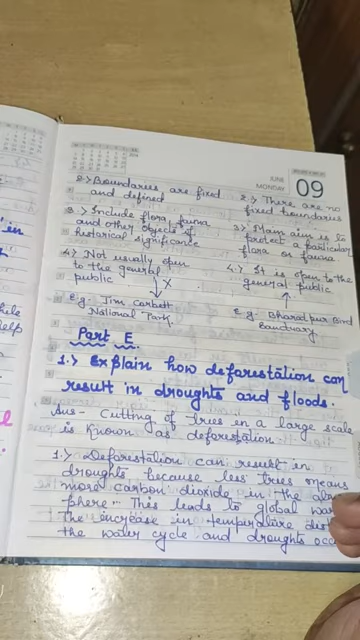 JUNE
MONDAY 09
2.) Boundaries are fixed
and defined
2.) There are no
fixed boundaries
3.) Include flora, fauna
and other objects of
historical significance
3.) Main aim is to
protect a particular
flora or fauna
4.) Not usually open
to the general
public
4.) It is open to the
general public
E.g. Jim Corbett
National Park
E.g. Bharatpur Bird
Sanctuary
Part E
1.) Explain how deforestation can
result in droughts and floods.
Ans- Cutting of trees in a large scale
is known as deforestation.
1.) Deforestation can result in
droughts because less trees means
more carbon dioxide in the
phere. This leads to global
The increase in temperature
the water cycle and droughts